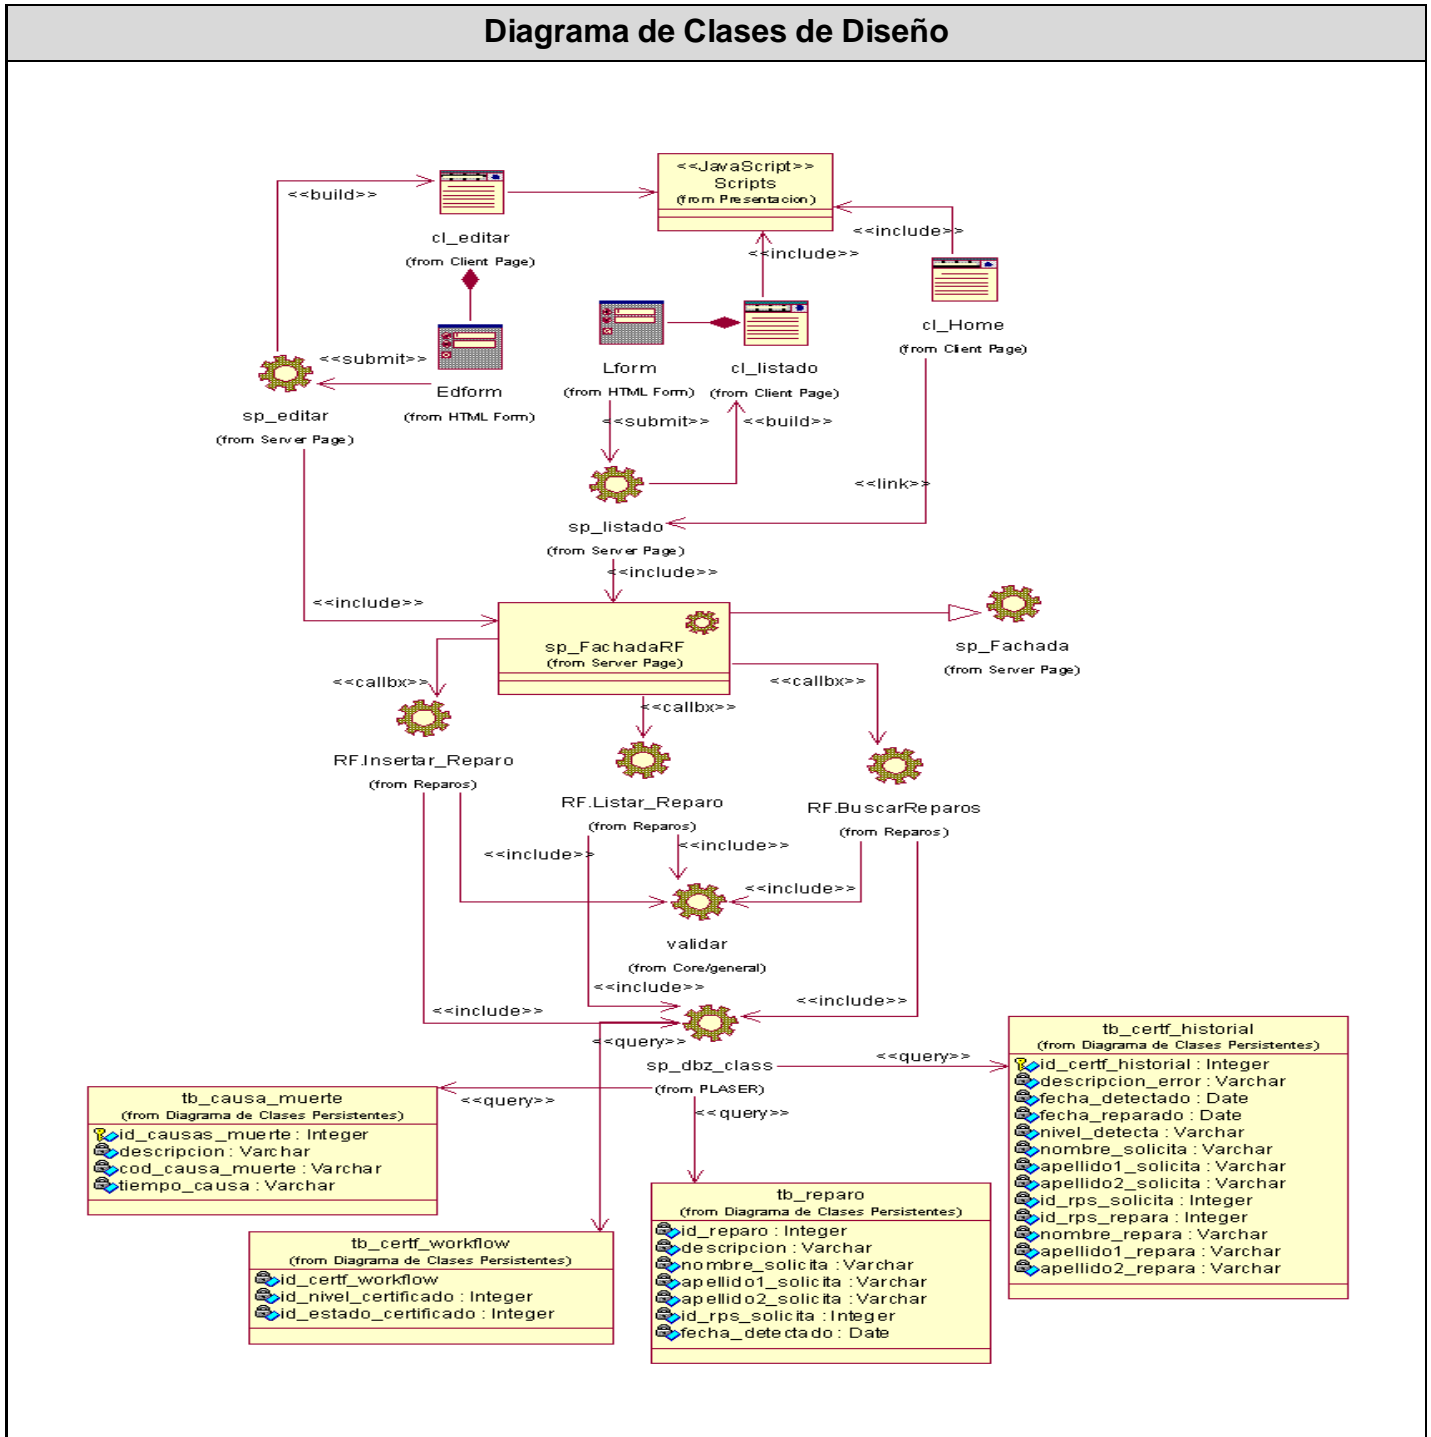 Diagrama de Clases de Diseño
<<JavaScript>>
Scripts
(from Presentacion)
<<build>>
cl_editar
(from Client Page)
<<include>>
<<include>>
cl_Home
(from Client Page)
<<submit>>
Edform
(from HTML Form)
Lform
(from HTML Form)
cl_listado
(from Client Page)
sp_editar
(from Server Page)
<<submit>>
<<build>>
<<link>>
sp_listado
(from Server Page)
<<include>>
<<include>>
sp_FachadaRF
(from Server Page)
sp_Fachada
(from Server Page)
<<callbx>>
<<callbx>>
<<callbx>>
RF.Insertar_Reparo
(from Reparos)
RF.Listar_Reparo
(from Reparos)
RF.BuscarReparos
(from Reparos)
<<include>>
<<include>>
<<include>>
validar
(from Core/general)
<<include>>
<<include>>
<<include>>
<<query>>
sp_dbz_class
(from PLASER)
<<query>>
<<query>>
<<query>>
tb_causa_muerte
(from Diagrama de Clases Persistentes)
id_causas_muerte : Integer
descripcion : Varchar
cod_causa_muerte : Varchar
tiempo_causa : Varchar
tb_certf_workflow
(from Diagrama de Clases Persistentes)
id_certf_workflow
id_nivel_certificado : Integer
id_estado_certificado : Integer
tb_reparo
(from Diagrama de Clases Persistentes)
id_reparo : Integer
descripcion : Varchar
nombre_solicita : Varchar
apellido1_solicita : Varchar
apellido2_solicita : Varchar
id_rps_solicita : Integer
fecha_detectado : Date
tb_certf_historial
(from Diagrama de Clases Persistentes)
id_certf_historial : Integer
descripcion_error : Varchar
fecha_detectado : Date
fecha_reparado : Date
nivel_detecta : Varchar
nombre_solicita : Varchar
apellido1_solicita : Varchar
apellido2_solicita : Varchar
id_rps_solicita : Integer
id_rps_repara : Integer
nombre_repara : Varchar
apellido1_repara : Varchar
apellido2_repara : Varchar